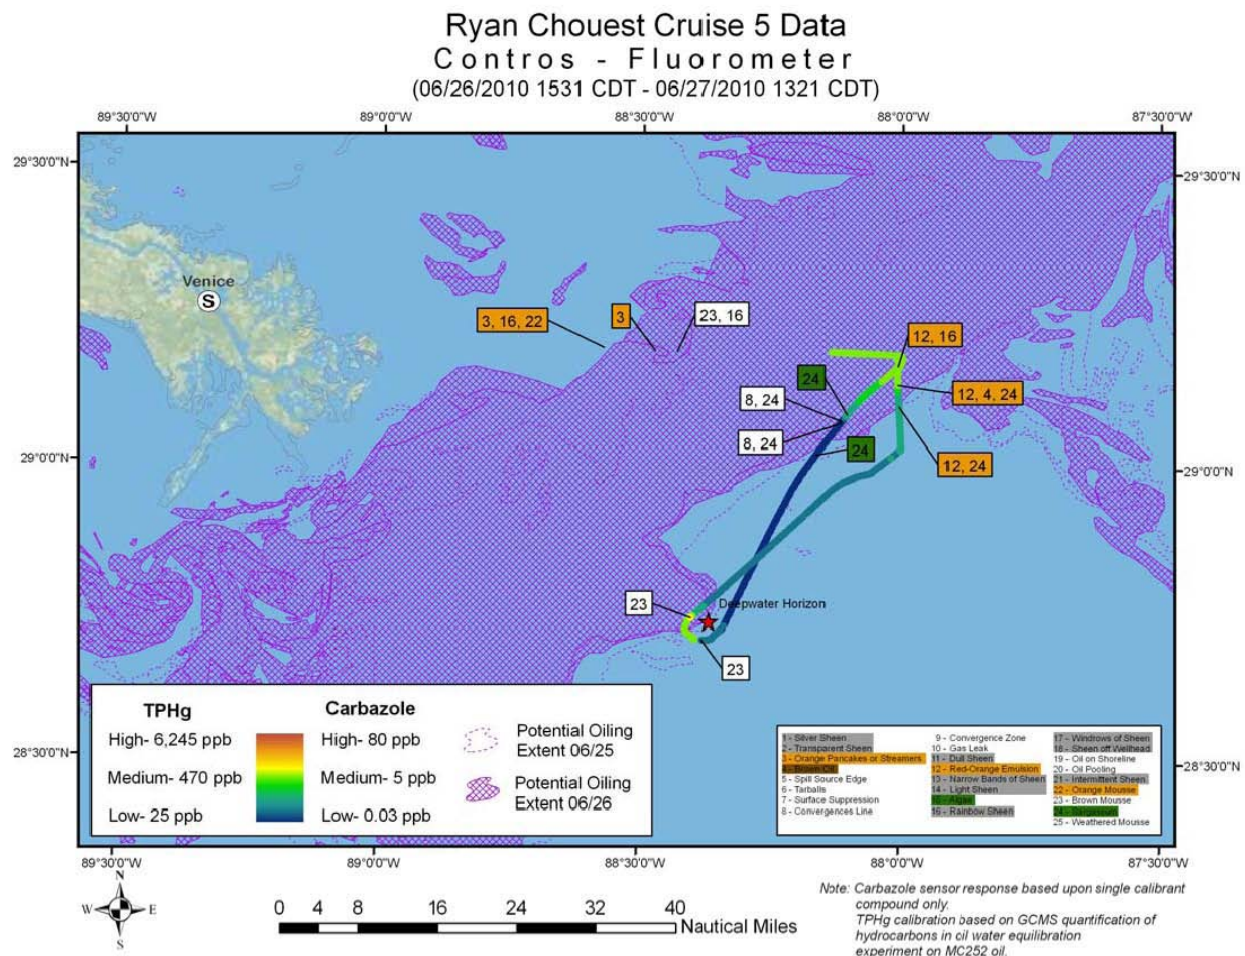 Ryan Chouest Cruise 5 Data
Contros - Fluorometer
(06/26/2010 1531 CDT - 06/27/2010 1321 CDT)
89°30'0"W 89°0'0"W 88°30'0"W 88°0'0"W 87°30'0"W
29°30'0"N 29°30'0"N
Venice
S
3, 16, 22
3
23, 16
12, 16
24
8, 24
12, 4, 24
8, 24
24
12, 24
29°0'0"N 29°0'0"N
23
Deepwater Horizon
23
28°30'0"N 28°30'0"N
TPHg Carbazole
High- 6,245 ppb High- 80 ppb
Medium- 470 ppb Medium- 5 ppb
Low- 25 ppb Low- 0.03 ppb
Potential Oiling
Extent 06/25
Potential Oiling
Extent 06/26
1 - Silver Sheen
2 - Transparent Sheen
3 - Orange Pancakes or Streamers
4 - Brown Oil
5 - Spill Source Edge
6 - Tarballs
7 - Surface Suppression
8 - Convergences Line
9 - Convergence Zone
10 - Gas Leak
11 - Dull Sheen
12 - Red-Orange Emulsion
13 - Narrow Bands of Sheen
14 - Light Sheen
15 - Algae
16 - Rainbow Sheen
17 - Windrows of Sheen
18 - Sheen off Wellhead
19 - Oil on Shoreline
20 - Oil Pooling
21 - Intermittent Sheen
22 - Orange Mousse
23 - Brown Mousse
24 - Sargassum
25 - Weathered Mousse
89°30'0"W 89°0'0"W 88°30'0"W 88°0'0"W 87°30'0"W
N
W E
S
0 4 8 16 24 32 40
Nautical Miles
Note: Carbazole sensor response based upon single calibrant
compound only.
TPHg calibration based on GCMS quantification of
hydrocarbons in oil water equilibration
experiment on MC252 oil.